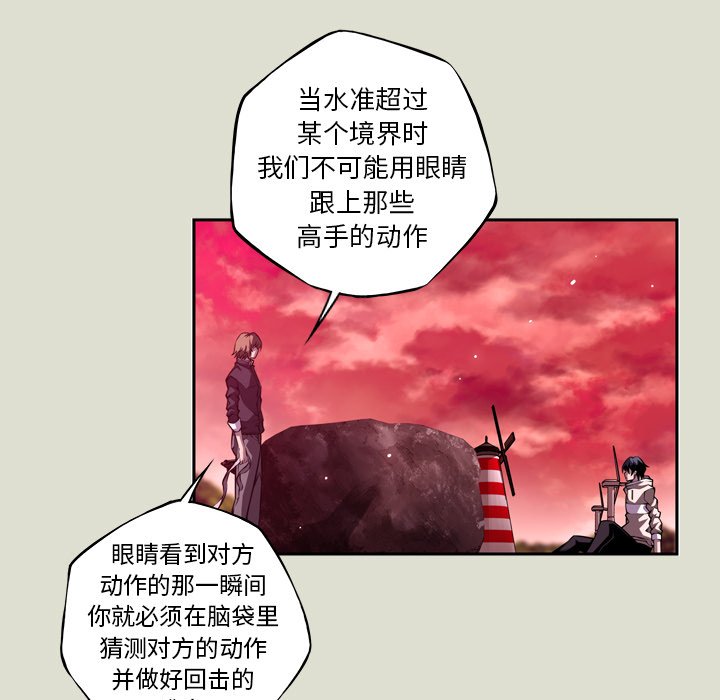 当水准超过
某个境界时
我们不可能用眼睛
跟上那些
高手的动作
眼睛看到对方
动作的那一瞬间
你就必须在脑袋里
猜测对方的动作
并做好回击的